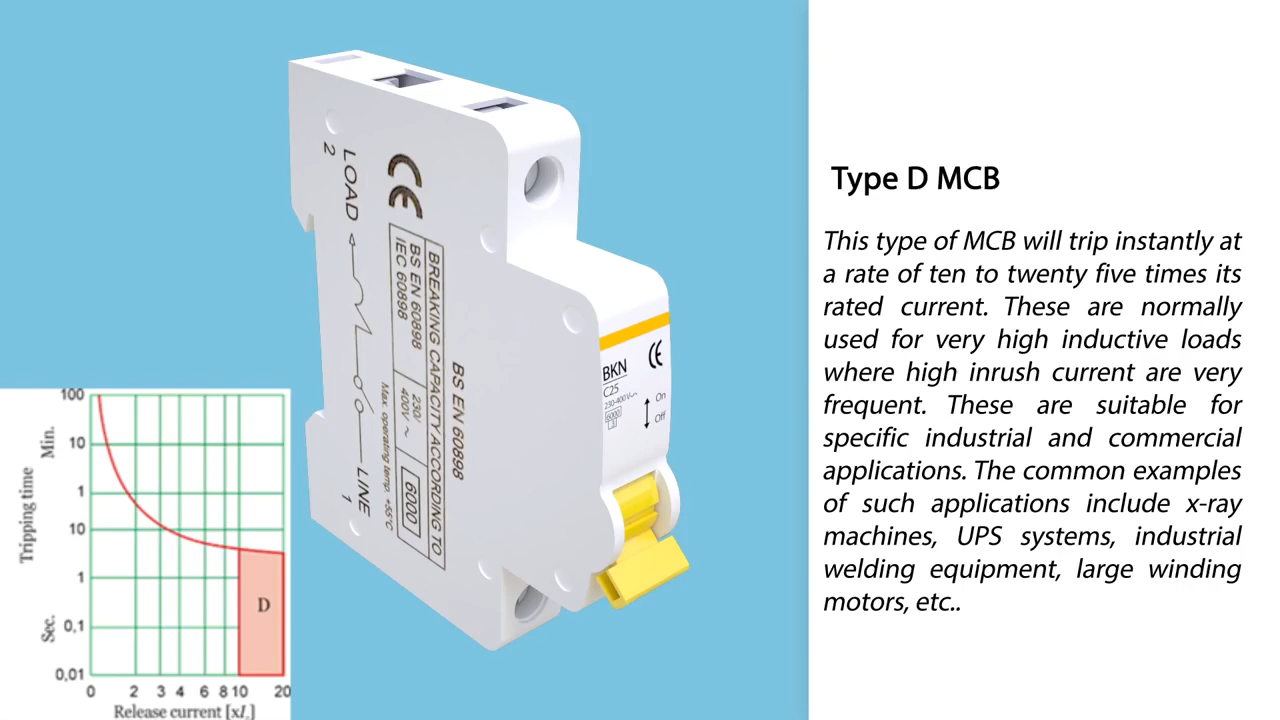 Type D MCB
This type of MCB will trip instantly at
a rate of ten to twenty five times its
rated current. These are normally
used for very high inductive loads
where high inrush current are very
frequent. These are suitable for
specific industrial and commercial
applications. The common examples
of such applications include x-ray
machines, UPS systems, industrial
welding equipment, large winding
motors, etc..
LOAD
2
CE
BREAKING CAPACITY ACCORDING TO
BS EN 60898
IEC 60898
230/
400V ~
6000
BS EN 60898
Max. operating temp. +55°C
LINE
1
BKN
CE
C25
230-400V~
6000
3
On
Off
Tripping time
Min.
Sec.
100
10
1
10
1
0,1
0,01
D
0 2 3 4 6 8 10 20
Release current [xIₙ]